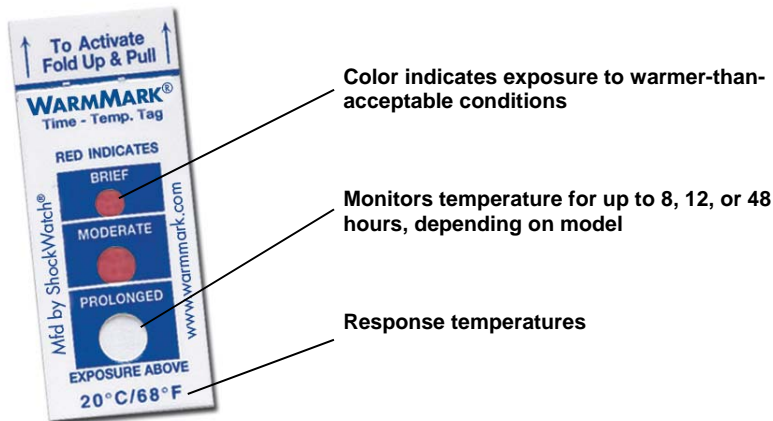 To Activate
Fold Up & Pull
WARMMARK®
Time - Temp. Tag
RED INDICATES
BRIEF
MODERATE
PROLONGED
EXPOSURE ABOVE
20°C/68°F
Mfd by ShockWatch®
www.warmmark.com
Color indicates exposure to warmer-than-
acceptable conditions
Monitors temperature for up to 8, 12, or 48
hours, depending on model
Response temperatures